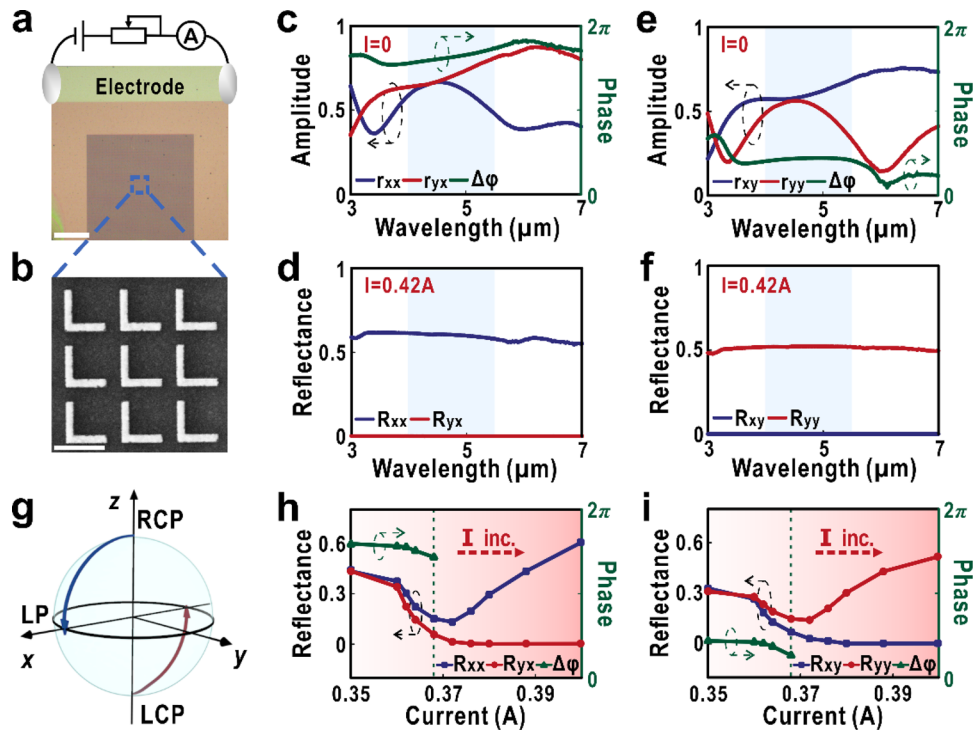 a
A
Electrode
b
c
I=0
Amplitude
1
0.5
0
2π
Phase
0
rxx ryx Δφ
3 5 7
Wavelength (μm)
e
I=0
Amplitude
1
0.5
0
2π
Phase
0
rxy ryy Δφ
3 5 7
Wavelength (μm)
d
I=0.42A
Reflectance
1
0.5
0
Rxx Ryx
3 5 7
Wavelength (μm)
f
I=0.42A
Reflectance
1
0.5
0
Rxy Ryy
3 5 7
Wavelength (μm)
g
z
RCP
LP
x
y
LCP
h
I inc.
Reflectance
0.6
0.3
0
2π
Phase
0
Rxx Ryx Δφ
0.35 0.37 0.39
Current (A)
i
I inc.
Reflectance
0.6
0.3
0
2π
Phase
0
Rxy Ryy Δφ
0.35 0.37 0.39
Current (A)